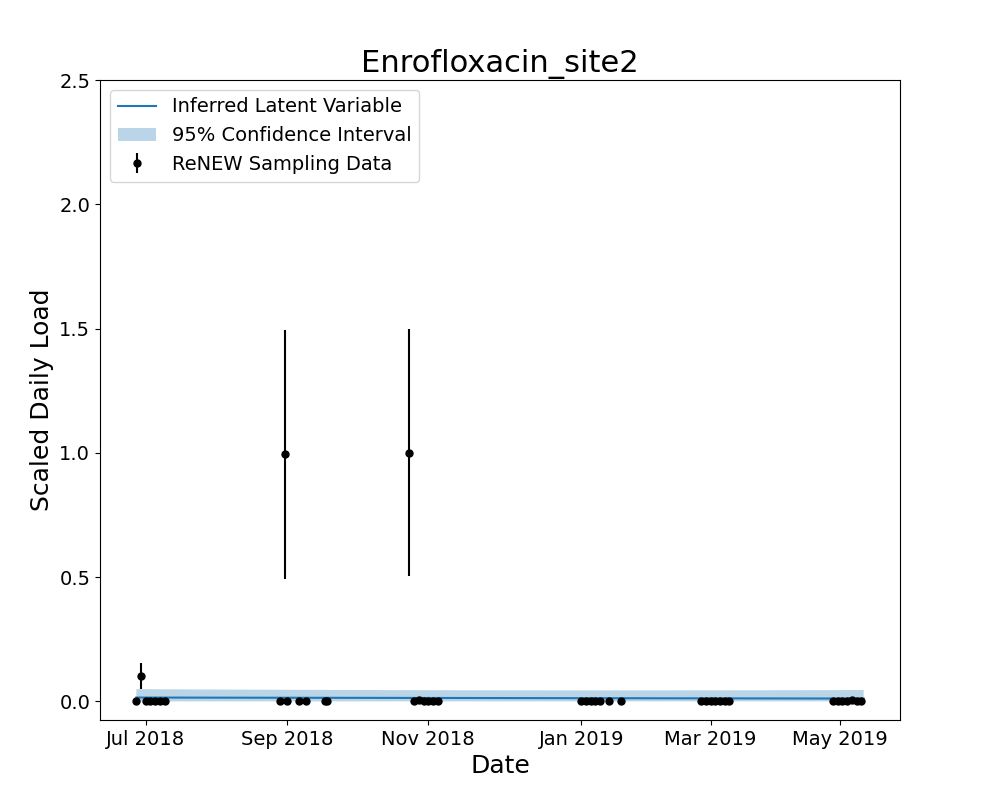 Enrofloxacin_site2
2.5
Inferred Latent Variable
95% Confidence Interval
ReNEW Sampling Data
2.0
1.5
1.0
0.5
0.0
Scaled Daily Load
Jul 2018
Sep 2018
Nov 2018
Jan 2019
Mar 2019
May 2019
Date